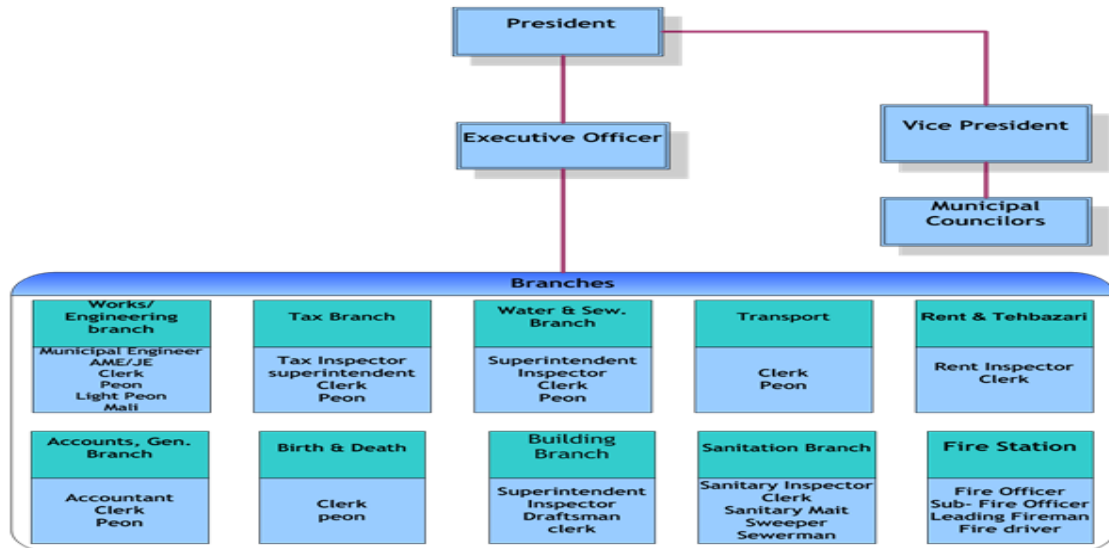 President
Executive Officer
Vice President
Municipal
Councilors
Branches
Works/
Engineering
branch
Municipal Engineer
AME/JE
Clerk
Peon
Light Peon
Mali
Tax Branch
Tax Inspector
superintendent
Clerk
Peon
Water & Sew.
Branch
Superintendent
Inspector
Clerk
Peon
Transport
Clerk
Peon
Rent & Tehbazari
Rent Inspector
Clerk
Accounts, Gen.
Branch
Accountant
Clerk
Peon
Birth & Death
Clerk
peon
Building
Branch
Superintendent
Inspector
Draftsman
clerk
Sanitation Branch
Sanitary Inspector
Clerk
Sanitary Mait
Sweeper
Sewerman
Fire Station
Fire Officer
Sub- Fire Officer
Leading Fireman
Fire driver